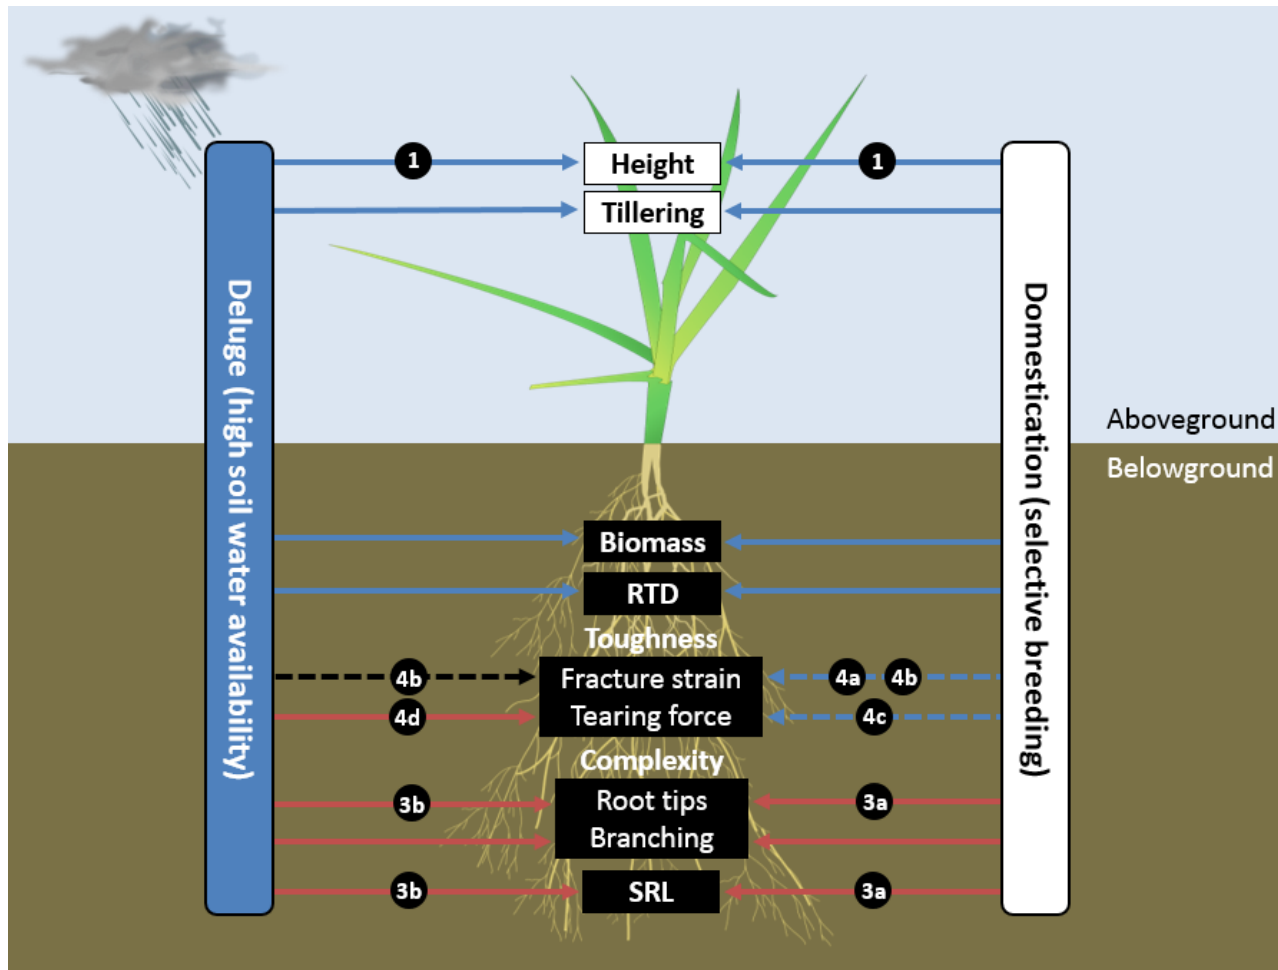 1
Height
1
Tillering
Deluge (high soil water availability)
Domestication (selective breeding)
Aboveground
Belowground
Biomass
RTD
Toughness
4b
Fracture strain
4a
4b
4d
Tearing force
4c
Complexity
3b
Root tips
3a
Branching
3b
SRL
3a